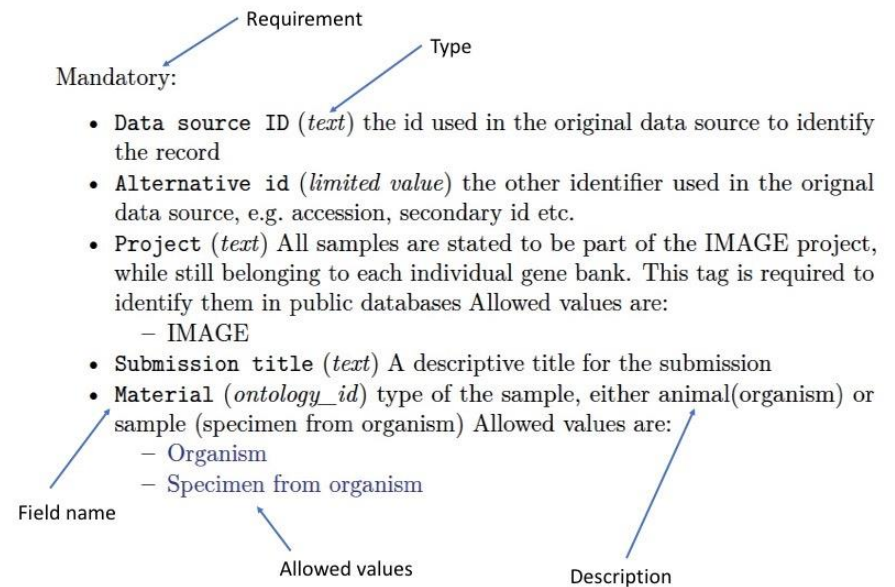 Requirement
Type
Mandatory:
• Data source ID (text) the id used in the original data source to identify
the record
• Alternative id (limited value) the other identifier used in the orignal
data source, e.g. accession, secondary id etc.
• Project (text) All samples are stated to be part of the IMAGE project,
while still belonging to each individual gene bank. This tag is required to
identify them in public databases Allowed values are:
– IMAGE
• Submission title (text) A descriptive title for the submission
• Material (ontology_id) type of the sample, either animal(organism) or
sample (specimen from organism) Allowed values are:
– Organism
– Specimen from organism
Field name
Allowed values
Description